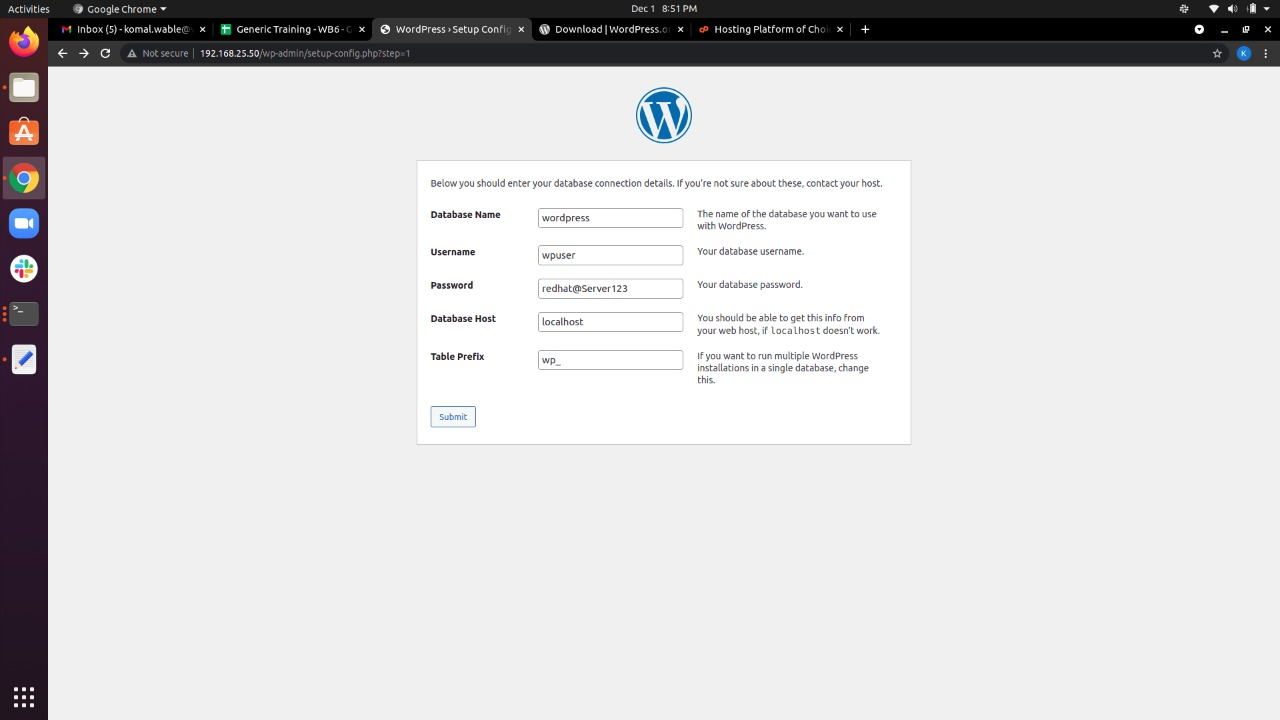 Activities
Google Chrome
Dec 1 8:51 PM
Inbox (5) - komal.wable@
Generic Training - WB6 - G
WordPress › Setup Config
Download | WordPress.or
Hosting Platform of Choi
Not secure
192.168.25.50/wp-admin/setup-config.php?step=1
K
W
Below you should enter your database connection details. If you're not sure about these, contact your host.
Database Name
wordpress
The name of the database you want to use
with WordPress.
Username
wpuser
Your database username.
Password
redhat@Server123
Your database password.
Database Host
localhost
You should be able to get this info from
your web host, if localhost doesn't work.
Table Prefix
wp_
If you want to run multiple WordPress
installations in a single database, change
this.
Submit